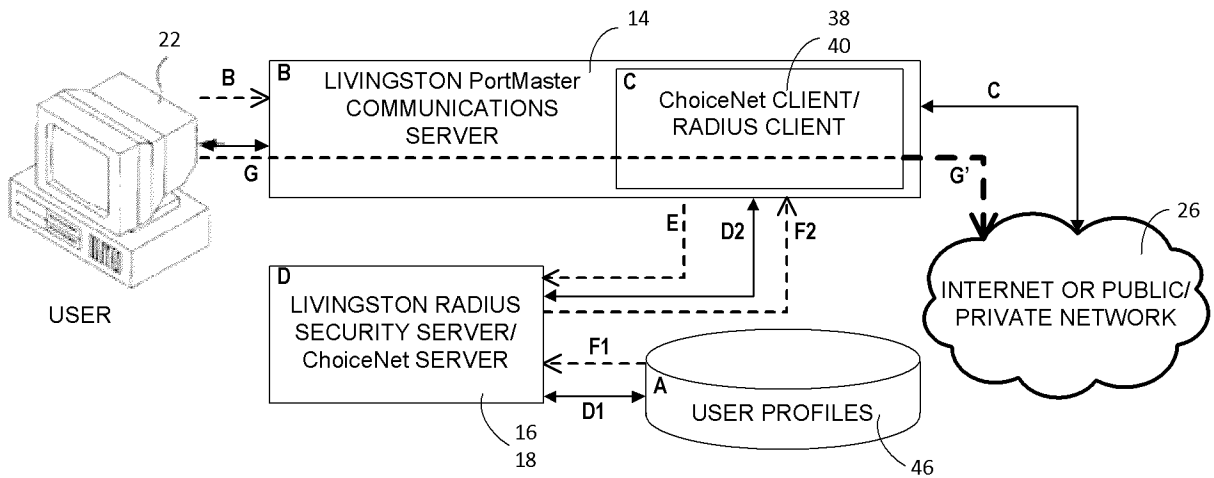 22
14
38
40
B
B
LIVINGSTON PortMaster
COMMUNICATIONS
SERVER
C
ChoiceNet CLIENT/
RADIUS CLIENT
C
G
G'
E
D2
F2
26
USER
D
LIVINGSTON RADIUS
SECURITY SERVER/
ChoiceNet SERVER
INTERNET OR PUBLIC/
PRIVATE NETWORK
F1
A
D1
USER PROFILES
16
18
46